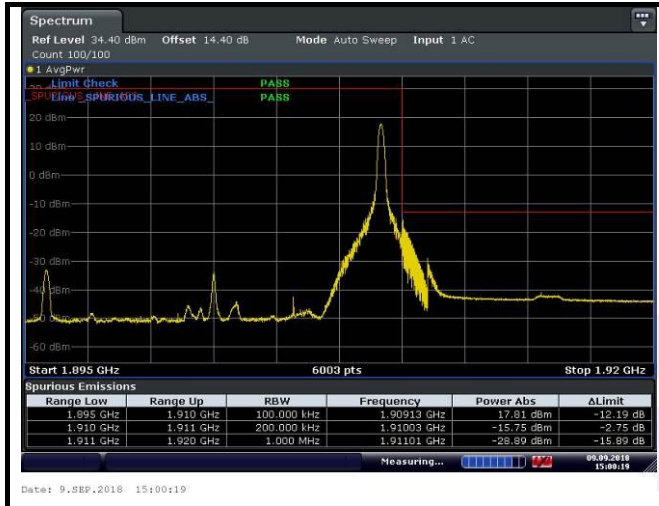 Spectrum
Ref Level 34.40 dBm Offset 14.40 dB Mode Auto Sweep Input 1 AC
Count 100/100
1 AvgPwr
Limit Check PASS
Line _SPURIOUS_LINE_ABS_ PASS
20 dBm
10 dBm
0 dBm
-10 dBm
-20 dBm
-30 dBm
-40 dBm
-60 dBm
Start 1.895 GHz 6003 pts Stop 1.92 GHz
Spurious Emissions
Range Low Range Up RBW Frequency Power Abs ΔLimit
1.895 GHz 1.910 GHz 100.000 kHz 1.90913 GHz 17.81 dBm -12.19 dB
1.910 GHz 1.911 GHz 200.000 kHz 1.91003 GHz -15.75 dBm -2.75 dB
1.911 GHz 1.920 GHz 1.000 MHz 1.91101 GHz -28.89 dBm -15.89 dB
Measuring... 09.09.2018
15:00:19
Date: 9.SEP.2018 15:00:19